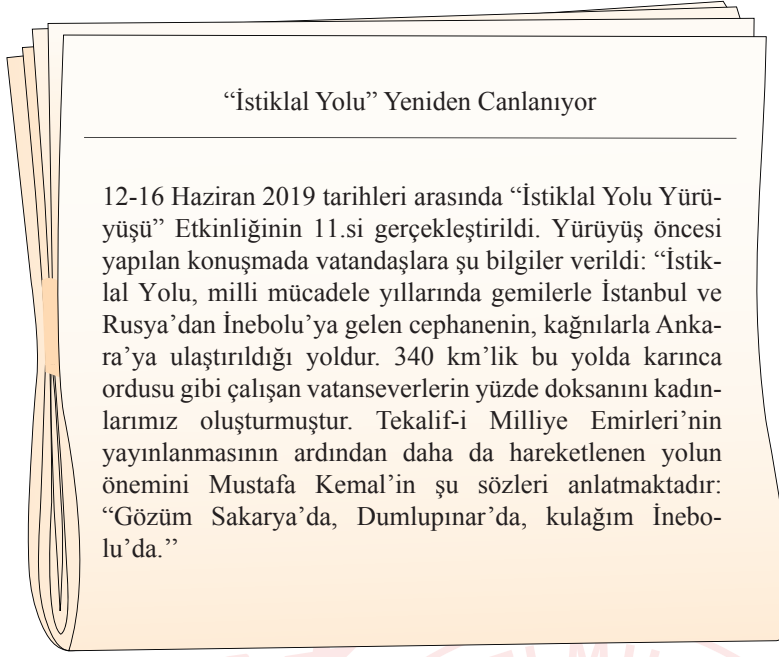 “İstiklal Yolu” Yeniden Canlanıyor
12-16 Haziran 2019 tarihleri arasında “İstiklal Yolu Yürü-
yüşü” Etkinliğinin 11.si gerçekleştirildi. Yürüyüş öncesi
yapılan konuşmada vatandaşlara şu bilgiler verildi: “İstik-
lal Yolu, milli mücadele yıllarında gemilerle İstanbul ve
Rusya’dan İnebolu’ya gelen cephanenin, kağnılarla Anka-
ra’ya ulaştırıldığı yoldur. 340 km’lik bu yolda karınca
ordusu gibi çalışan vatanseverlerin yüzde doksanını kadın-
larımız oluşturmuştur. Tekalif-i Milliye Emirleri’nin
yayınlanmasının ardından daha da hareketlenen yolun
önemini Mustafa Kemal’in şu sözleri anlatmaktadır:
“Gözüm Sakarya’da, Dumlupınar’da, kulağım İnebo-
lu’da.’’